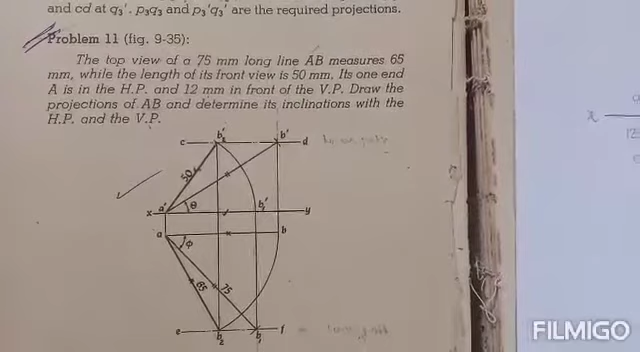 and cd at q₃'. p₃q₃ and p₃'q₃' are the required projections.
Problem 11 (fig. 9-35):
The top view of a 75 mm long line AB measures 65
mm, while the length of its front view is 50 mm. Its one end
A is in the H.P. and 12 mm in front of the V.P. Draw the
projections of AB and determine its inclinations with the
H.P. and the V.P.
c b₂' b' d
50
x a' θ b₁' y
a φ b
65 75
e b₂ b₁ f
x
12
FILMIGO